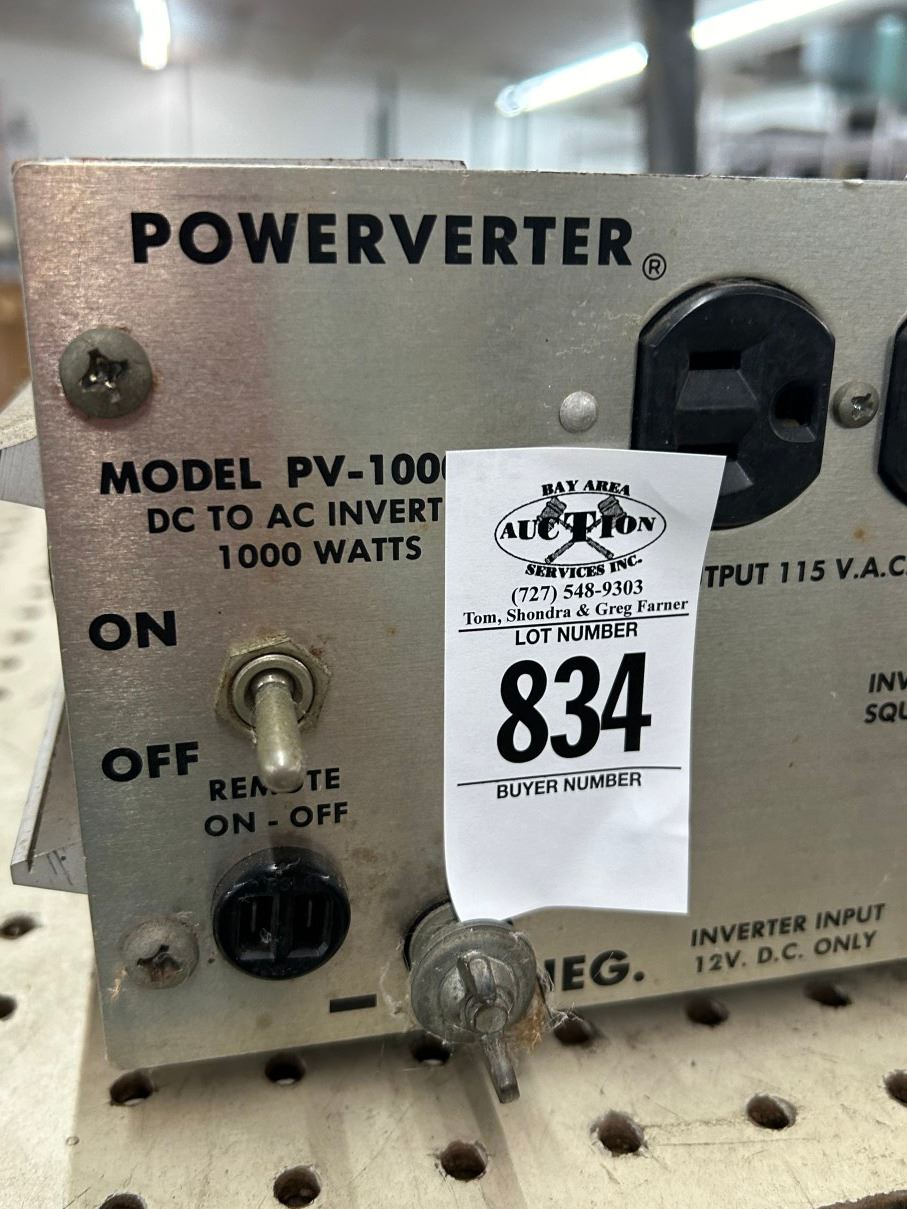 POWERVERTER®
MODEL PV-100
DC TO AC INVERT
1000 WATTS
ON
OFF
REMOTE
ON - OFF
BAY AREA
AUCTION
SERVICES INC.
(727) 548-9303
Tom, Shondra & Greg Farner
LOT NUMBER
834
BUYER NUMBER
TPUT 115 V.A.C.
INV
SQU
- NEG.
INVERTER INPUT
12V. D.C. ONLY